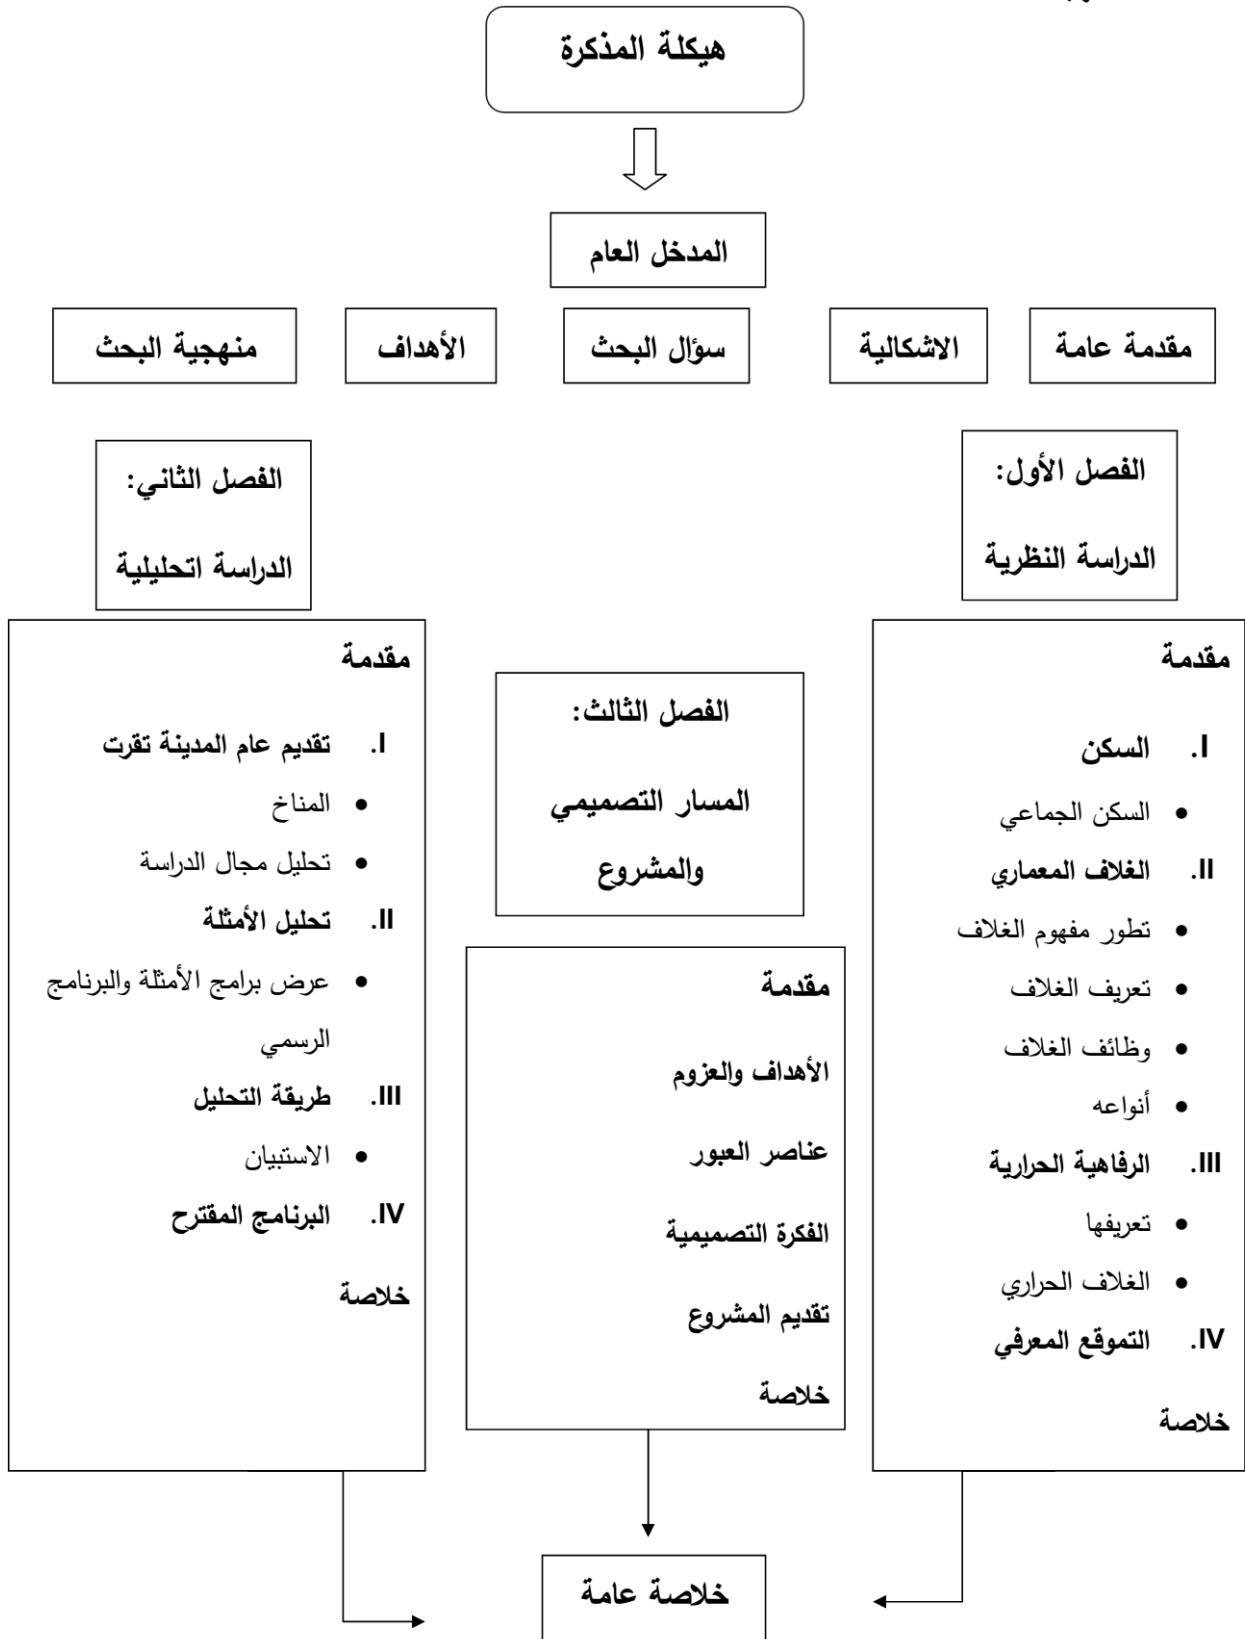 هيكلة المذكرة
المدخل العام
مقدمة عامة
الاشكالية
سؤال البحث
الأهداف
منهجية البحث
الفصل الأول:
الدراسة النظرية
مقدمة
I. السكن
• السكن الجماعي
II. الغلاف المعماري
• تطور مفهوم الغلاف
• تعريف الغلاف
• وظائف الغلاف
• أنواعه
III. الرفاهية الحرارية
• تعريفها
• الغلاف الحراري
IV. التموقع المعرفي
خلاصة
الفصل الثاني:
الدراسة اتحليلية
مقدمة
I. تقديم عام المدينة تقرت
• المناخ
• تحليل مجال الدراسة
II. تحليل الأمثلة
• عرض برامج الأمثلة والبرنامج
الرسمي
III. طريقة التحليل
• الاستبيان
IV. البرنامج المقترح
خلاصة
الفصل الثالث:
المسار التصميمي
والمشروع
مقدمة
الأهداف والعزوم
عناصر العبور
الفكرة التصميمية
تقديم المشروع
خلاصة
خلاصة عامة